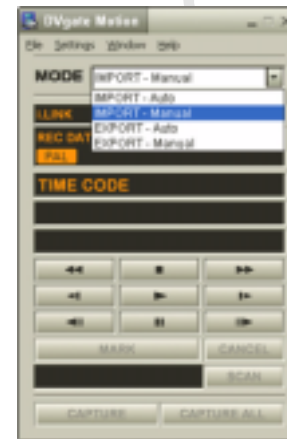 DVgate Motion
File Settings Window Help
MODE IMPORT - Manual
IMPORT - Auto
IMPORT - Manual
EXPORT - Auto
EXPORT - Manual
i.LINK
REC DAT
PAL
TIME CODE
MARK CANCEL
SCAN
CAPTURE CAPTURE ALL